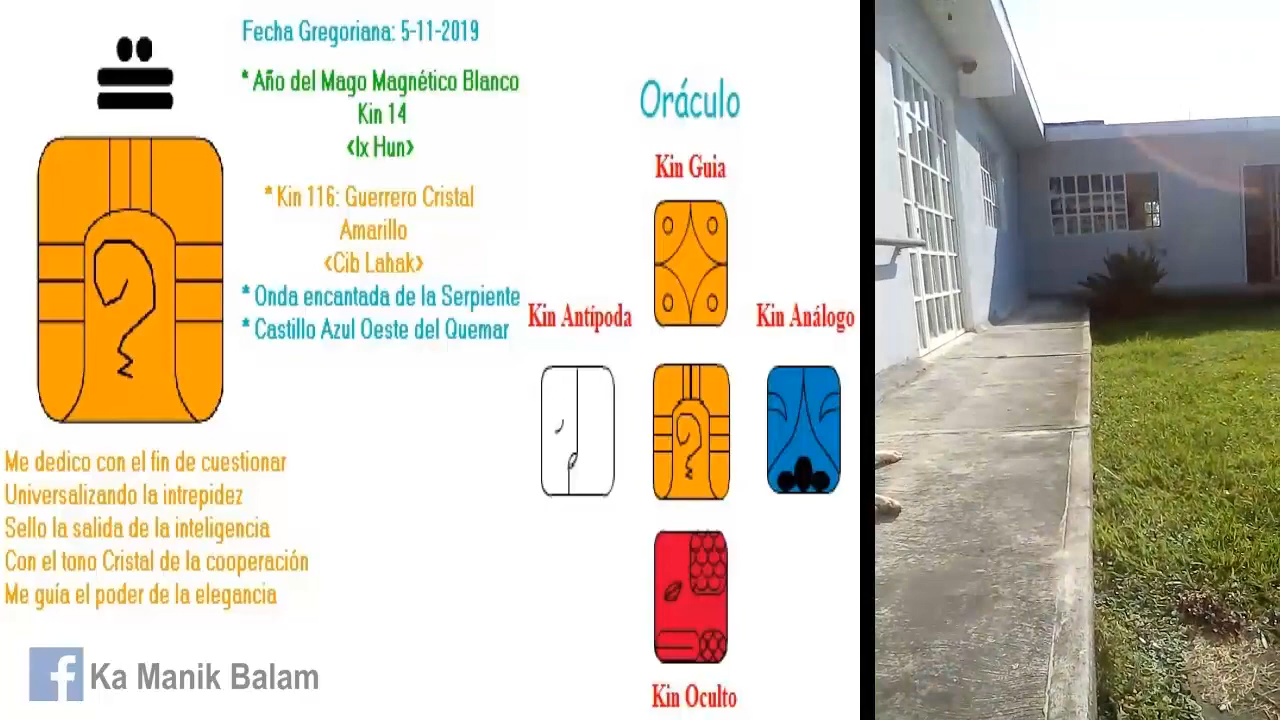 Fecha Gregoriana: 5-11-2019
* Año del Mago Magnético Blanco
Kin 14
<Ix Hun>
* Kin 116: Guerrero Cristal
Amarillo
<Cib Lahak>
* Onda encantada de la Serpiente
* Castillo Azul Oeste del Quemar
Me dedico con el fin de cuestionar
Universalizando la intrepidez
Sello la salida de la inteligencia
Con el tono Cristal de la cooperación
Me guía el poder de la elegancia
Ka Manik Balam
Oráculo
Kin Guia
Kin Antípoda
Kin Análogo
Kin Oculto